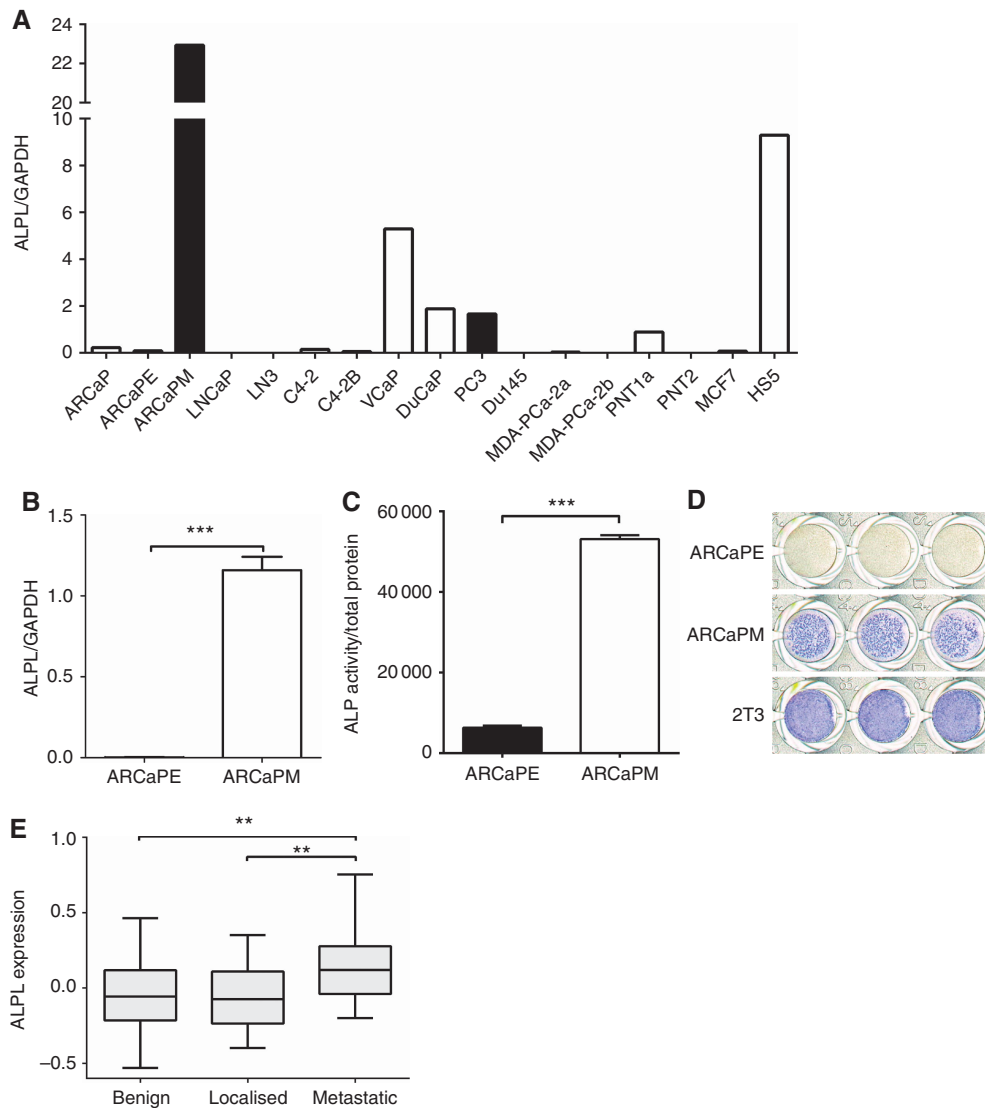 A
ALPL/GAPDH
24
22
20
10
8
6
4
2
0
ARCaP
ARCaPE
ARCaPM
LNCaP
LN3
C4-2
C4-2B
VCaP
DuCaP
PC3
Du145
MDA-PCa-2a
MDA-PCa-2b
PNT1a
PNT2
MCF7
HS5
B
ALPL/GAPDH
1.5
1.0
0.5
0.0
***
ARCaPE
ARCaPM
C
ALP activity/total protein
60 000
40 000
20 000
0
***
ARCaPE
ARCaPM
D
ARCaPE
ARCaPM
2T3
E
ALPL expression
1.0
0.5
0.0
–0.5
**
**
Benign
Localised
Metastatic